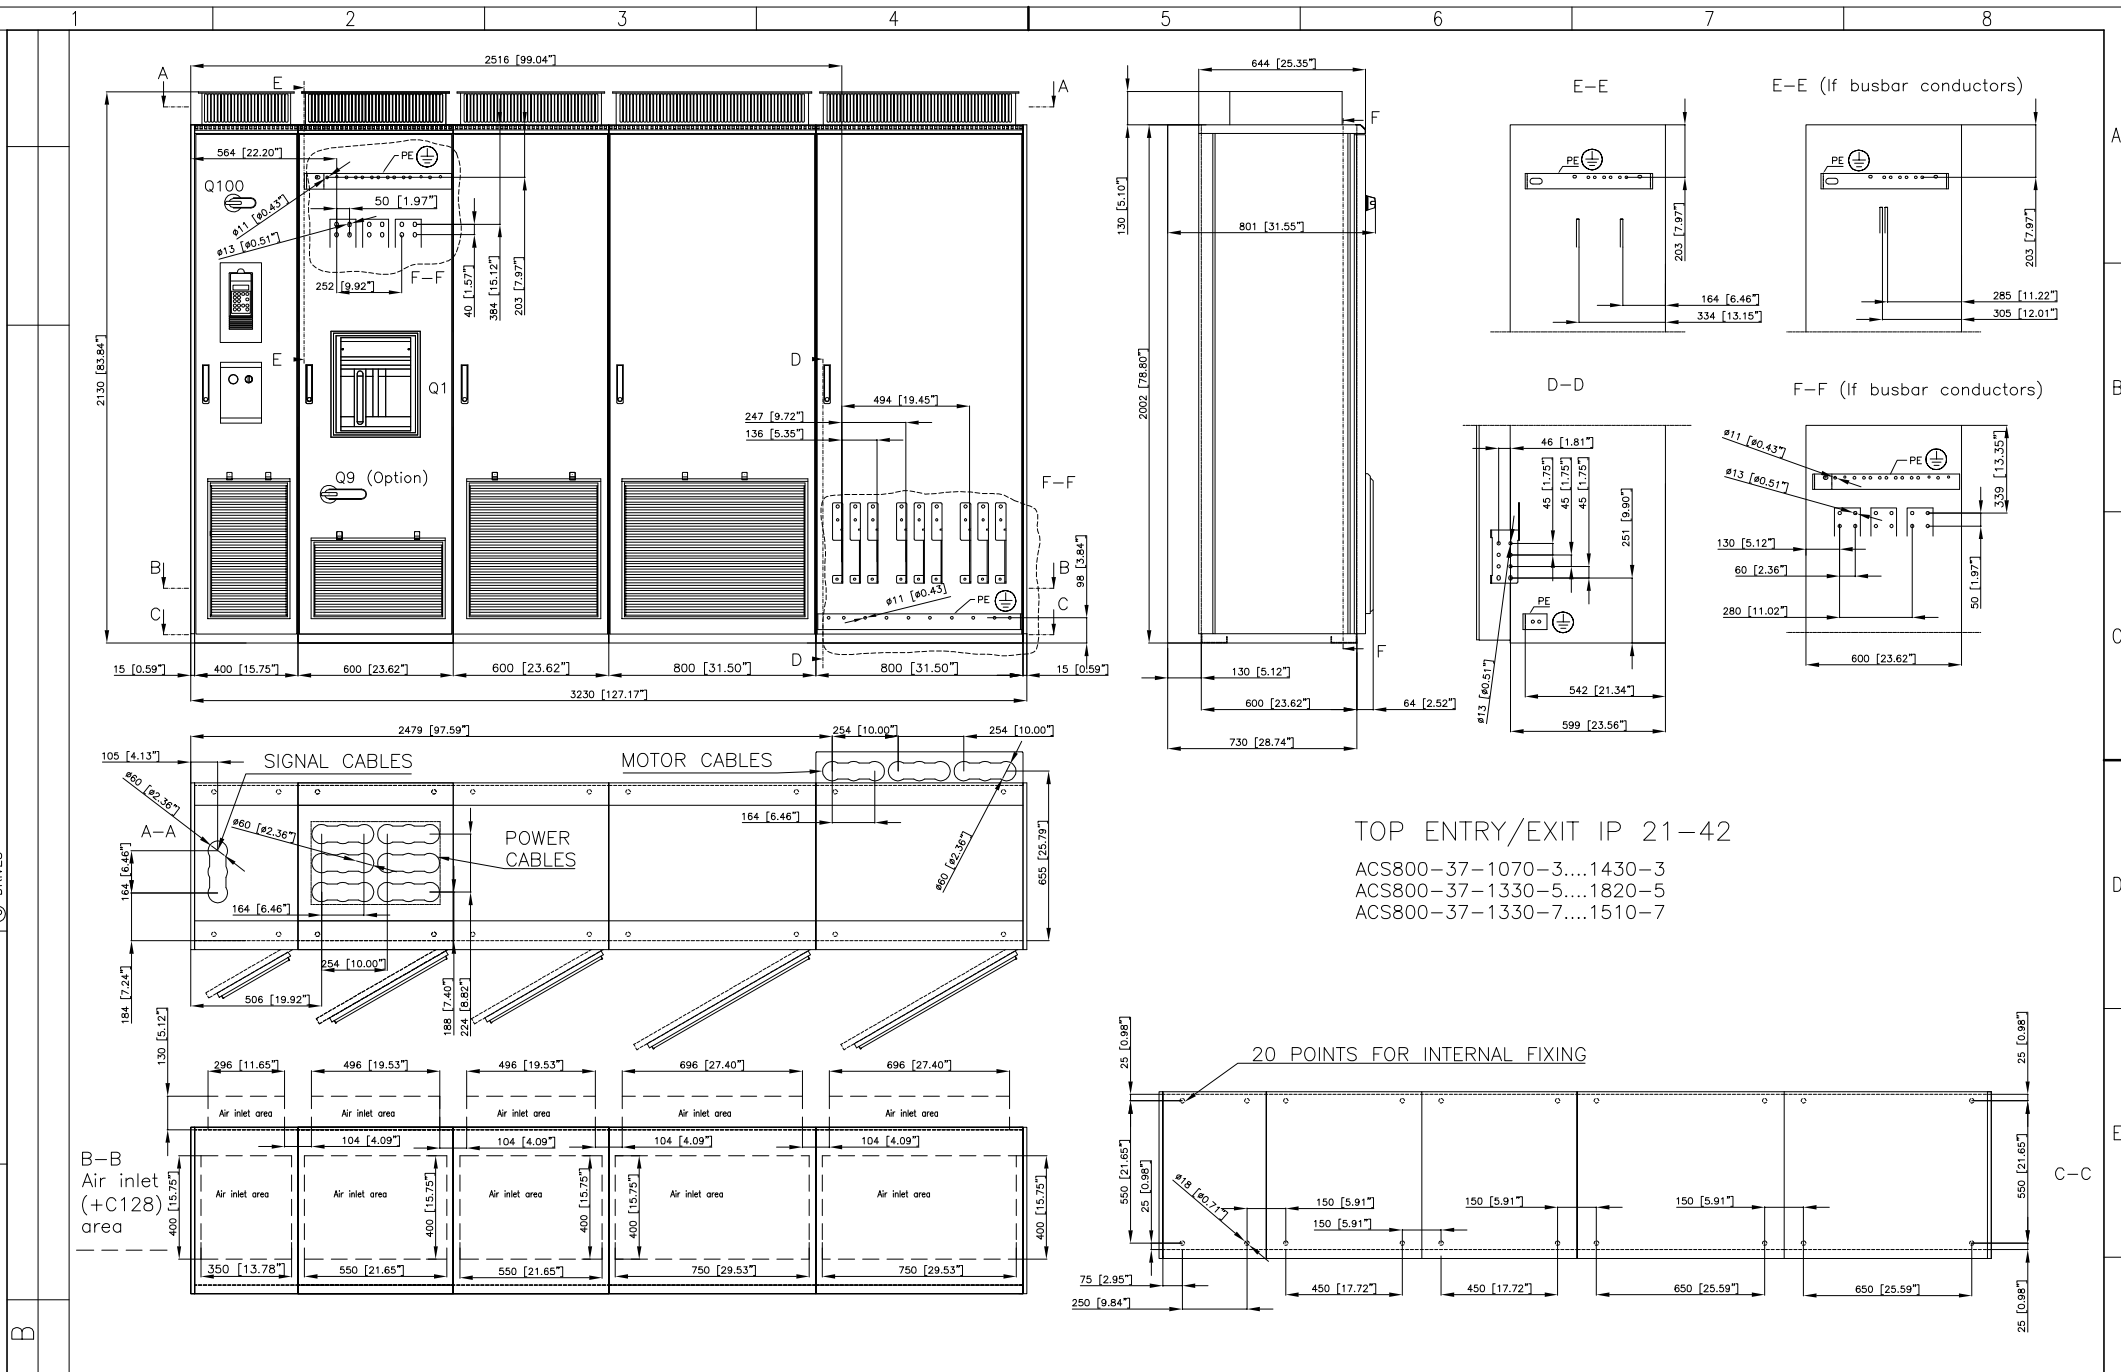 1 2 3 4 5 6 7 8
2516 [99.04"]
A
E
A
2130 [83.84"]
564 [22.20"]
PE
Q100
50 [1.97"]
ø11 [ø0.43"]
ø13 [ø0.51"]
F-F
252 [9.92"]
40 [1.57"]
384 [15.12"]
203 [7.97"]
E
D
Q1
494 [19.45"]
247 [9.72"]
136 [5.35"]
Q9 (Option)
F-F
B
B
98 [3.84"]
ø11 [ø0.43]
PE
C
C
D
15 [0.59"]
400 [15.75"]
600 [23.62"]
600 [23.62"]
800 [31.50"]
800 [31.50"]
15 [0.59"]
3230 [127.17"]
644 [25.35"]
F
130 [5.10"]
801 [31.55"]
2002 [78.80"]
F
130 [5.12"]
600 [23.62"]
64 [2.52"]
730 [28.74"]
E-E
PE
203 [7.97"]
164 [6.46"]
334 [13.15"]
E-E (If busbar conductors)
PE
203 [7.97"]
285 [11.22"]
305 [12.01"]
D-D
46 [1.81"]
45 [1.75"]
45 [1.75"]
45 [1.75"]
251 [9.90"]
PE
ø13 [ø0.51"]
542 [21.34"]
599 [23.56"]
F-F (If busbar conductors)
ø11 [ø0.43"]
PE
ø13 [ø0.51"]
339 [13.35"]
130 [5.12"]
60 [2.36"]
50 [1.97"]
280 [11.02"]
600 [23.62"]
A
B
C
D
E
2479 [97.59"]
254 [10.00"]
254 [10.00"]
105 [4.13"]
SIGNAL CABLES
MOTOR CABLES
ø60 [ø2.36"]
A-A
ø60 [ø2.36"]
POWER
CABLES
164 [6.46"]
ø60 [ø2.36"]
655 [25.79"]
164 [6.46"]
164 [6.46"]
254 [10.00"]
184 [7.24"]
506 [19.92"]
188 [7.40"]
224 [8.82"]
TOP ENTRY/EXIT IP 21-42
ACS800-37-1070-3....1430-3
ACS800-37-1330-5....1820-5
ACS800-37-1330-7....1510-7
130 [5.12"]
296 [11.65"]
496 [19.53"]
496 [19.53"]
696 [27.40"]
696 [27.40"]
Air inlet area
Air inlet area
Air inlet area
Air inlet area
Air inlet area
104 [4.09"]
104 [4.09"]
104 [4.09"]
104 [4.09"]
B-B
Air inlet
(+C128)
area
400 [15.75"]
Air inlet area
Air inlet area
400 [15.75"]
Air inlet area
400 [15.75"]
400 [15.75"]
Air inlet area
Air inlet area
400 [15.75"]
350 [13.78"]
550 [21.65"]
550 [21.65"]
750 [29.53"]
750 [29.53"]
25 [0.98"]
20 POINTS FOR INTERNAL FIXING
25 [0.98"]
550 [21.65"]
25 [0.98"]
ø18 [ø0.71"]
150 [5.91"]
150 [5.91"]
150 [5.91"]
150 [5.91"]
550 [21.65"]
C-C
75 [2.95"]
250 [9.84"]
450 [17.72"]
450 [17.72"]
650 [25.59"]
650 [25.59"]
25 [0.98"]
B